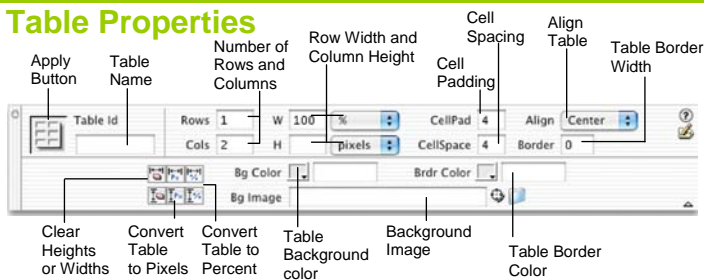 Table Properties
Apply
Button
Table
Name
Number of
Rows and
Columns
Row Width and
Column Height
Cell
Padding
Cell
Spacing
Align
Table
Table Border
Width
Table Id
Rows 1 W 100 % CellPad 4 Align Center
Cols 2 H pixels CellSpace 4 Border 0
Bg Color Brdr Color
Bg Image
Clear
Heights
or Widths
Convert
Table
to Pixels
Convert
Table to
Percent
Table
Background
color
Background
Image
Table Border
Color